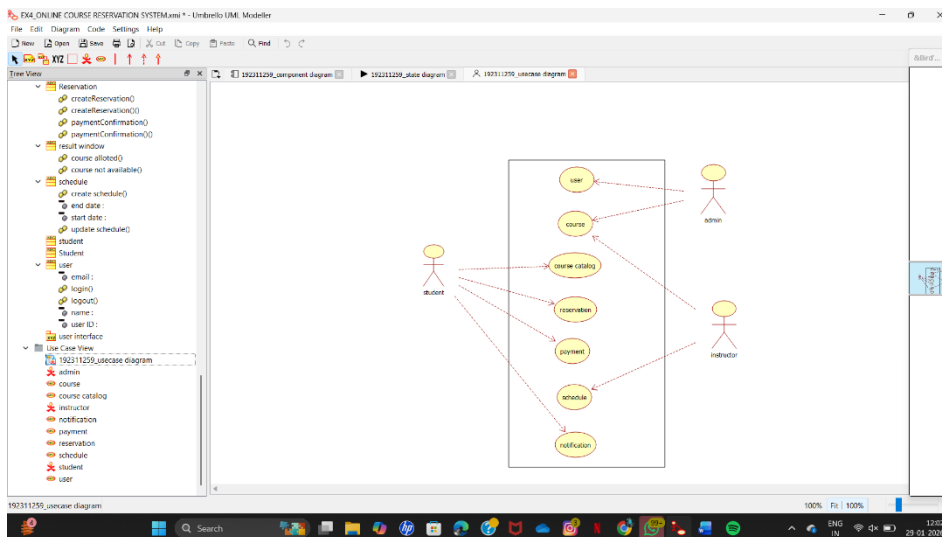 EX4_ONLINE COURSE RESERVATION SYSTEM.xmi * - Umbrello UML Modeller
File Edit Diagram Code Settings Help
New Open Save Cut Copy Paste Find
XYZ
Tree View
192311259_component diagram 192311259_state diagram 192311259_usecase diagram
Reservation
createReservation()
createReservation()()
paymentConfirmation()
paymentConfirmation()()
result window
course alloted()
course not available()
schedule
create schedule()
end date :
start date :
update schedule()
student
Student
user
email :
login()
logout()
name :
user ID :
user interface
Use Case View
192311259_usecase diagram
admin
course
course catalog
instructor
notification
payment
reservation
schedule
student
user
user
course
course catalog
reservation
payment
schedule
notification
student
admin
instructor
192311259_usecase diagram
100% Fit 100%
Search
99+
ENG
IN
12:02